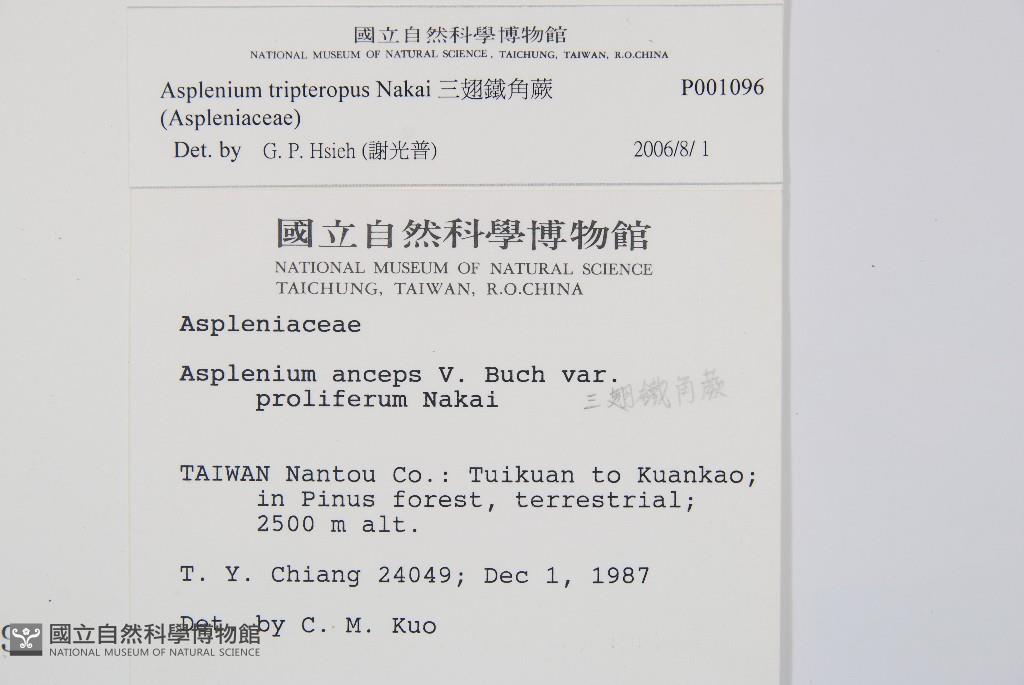 國立自然科學博物館
NATIONAL MUSEUM OF NATURAL SCIENCE, TAICHUNG, TAIWAN, R.O.CHINA
Asplenium tripteropus Nakai 三翅鐵角蕨 P001096
(Aspleniaceae)
Det. by G. P. Hsieh (謝光普) 2006/8/ 1
國立自然科學博物館
NATIONAL MUSEUM OF NATURAL SCIENCE
TAICHUNG, TAIWAN, R.O.CHINA
Aspleniaceae
Asplenium anceps V. Buch var.
proliferum Nakai 三翅鐵角蕨
TAIWAN Nantou Co.: Tuikuan to Kuankao;
in Pinus forest, terrestrial;
2500 m alt.
T. Y. Chiang 24049; Dec 1, 1987
Det. by C. M. Kuo
國立自然科學博物館
NATIONAL MUSEUM OF NATURAL SCIENCE